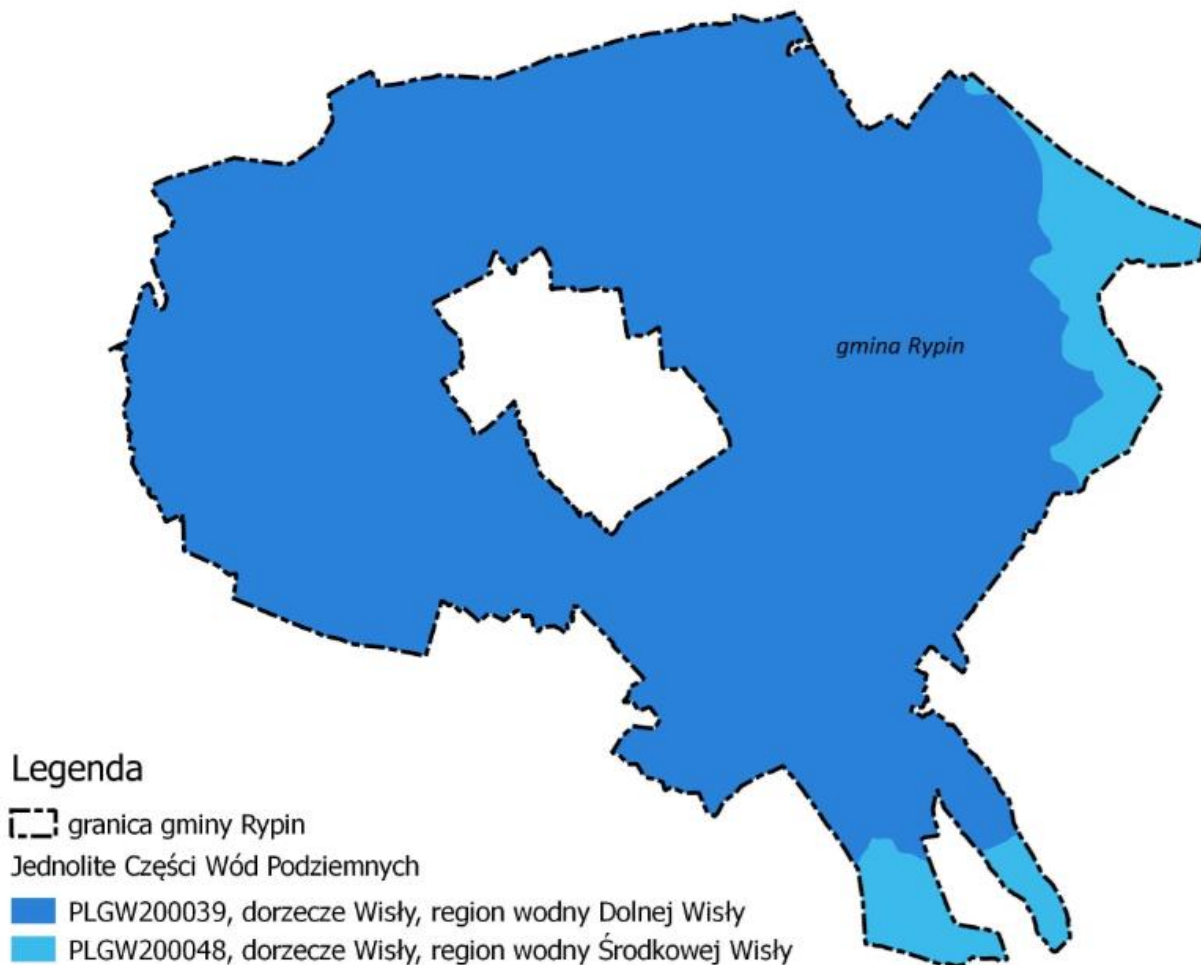 gmina Rypin
Legenda
granica gminy Rypin
Jednolite Części Wód Podziemnych
PLGW200039, dorzecze Wisły, region wodny Dolnej Wisły
PLGW200048, dorzecze Wisły, region wodny Środkowej Wisły